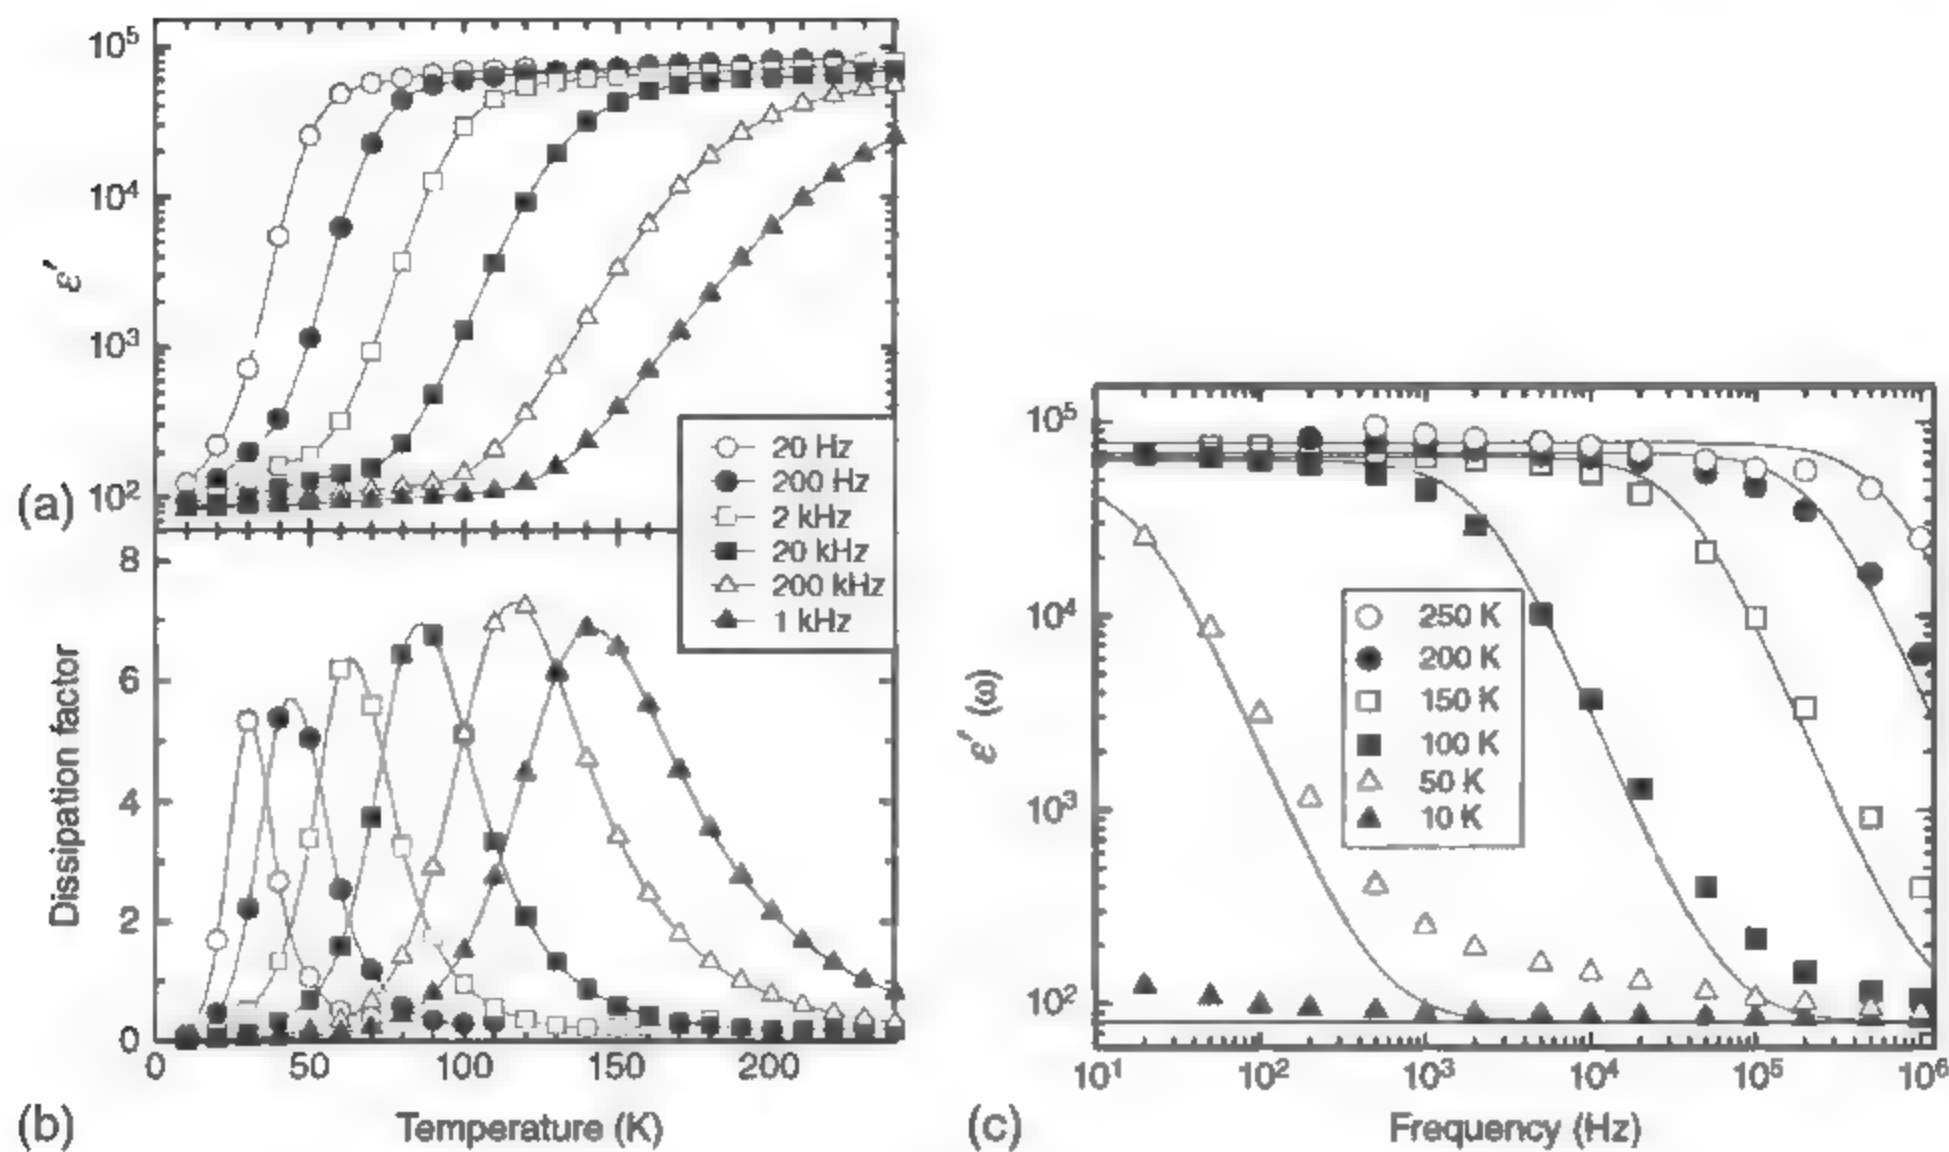 10⁵
10⁴
ε′
10³
10²
(a)
20 Hz
200 Hz
2 kHz
20 kHz
200 kHz
1 kHz
8
6
4
2
0
Dissipation factor
0 50 100 150 200
(b)
Temperature (K)
10⁵
10⁴
10³
10²
ε′ (ω)
250 K
200 K
150 K
100 K
50 K
10 K
10¹ 10² 10³ 10⁴ 10⁵ 10⁶
(c)
Frequency (Hz)